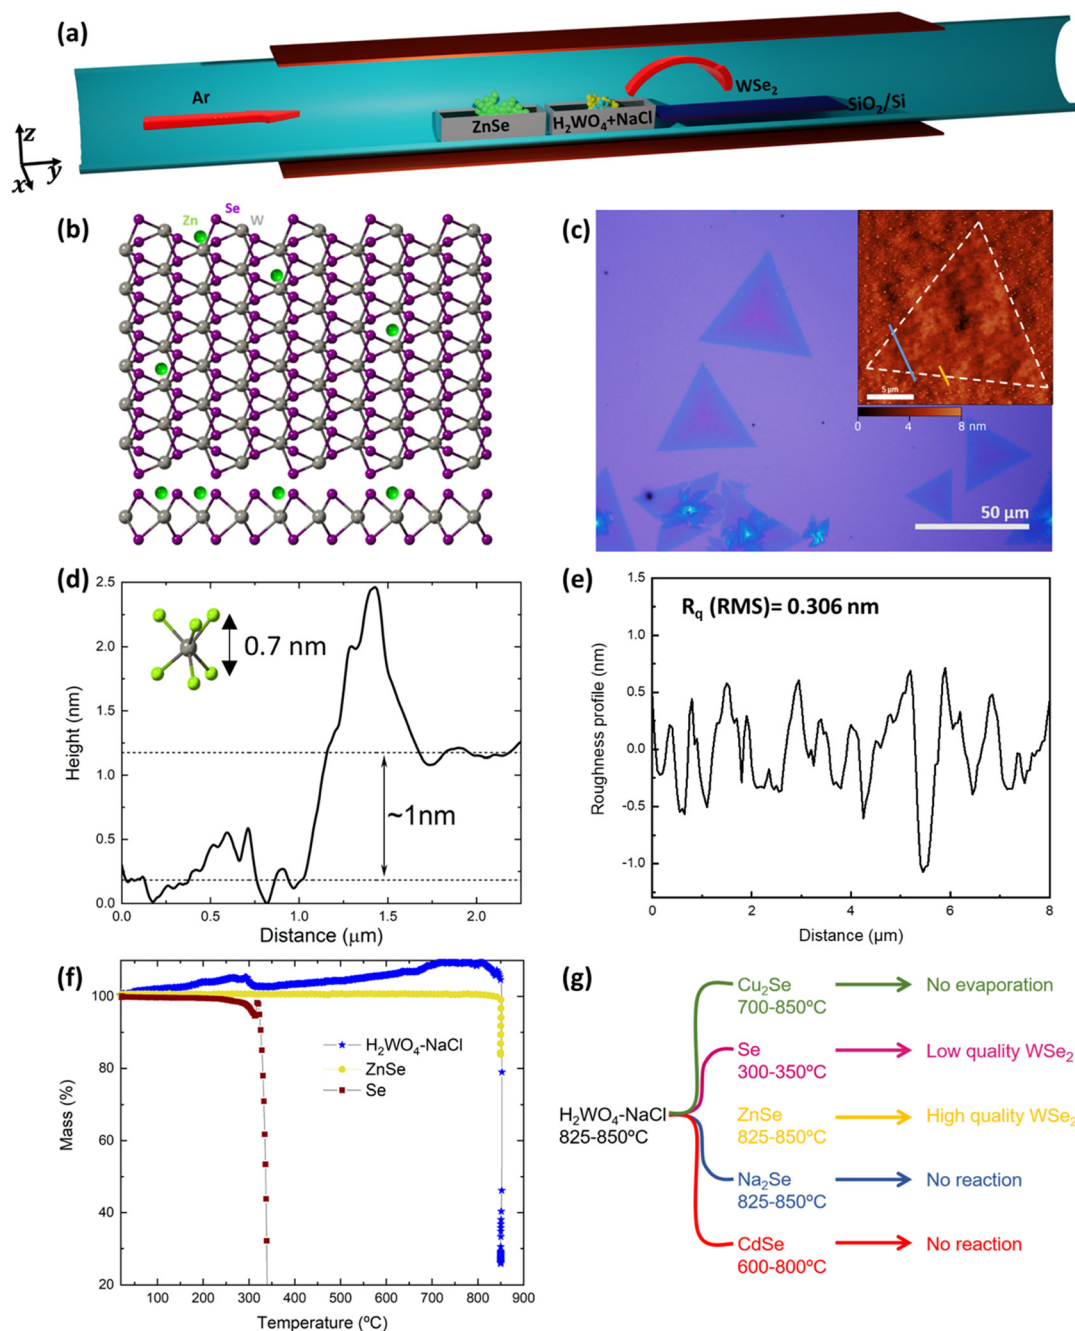 (a)
Ar
ZnSe
H₂WO₄+NaCl
WSe₂
SiO₂/Si
z
x
y
(b)
Zn
Se
W
(c)
5 µm
0 4 8 nm
50 µm
(d)
2.5
2.0
1.5
1.0
0.5
0.0
0.7 nm
~1nm
Height (nm)
0.0 0.5 1.0 1.5 2.0
Distance (µm)
(e)
R_q (RMS)= 0.306 nm
1.5
1.0
0.5
0.0
-0.5
-1.0
Roughness profile (nm)
0 2 4 6 8
Distance (µm)
(f)
100
80
60
40
20
H₂WO₄-NaCl
ZnSe
Se
Mass (%)
100 200 300 400 500 600 700 800 900
Temperature (ºC)
(g)
H₂WO₄-NaCl
825-850ºC
Cu₂Se
700-850ºC
No evaporation
Se
300-350ºC
Low quality WSe₂
ZnSe
825-850ºC
High quality WSe₂
Na₂Se
825-850ºC
No reaction
CdSe
600-800ºC
No reaction